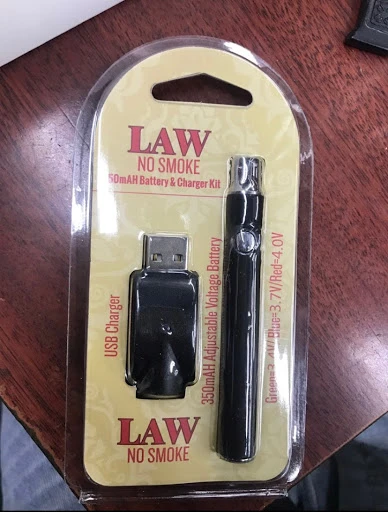 LAW
NO SMOKE
50mAH Battery & Charger Kit
USB Charger
350mAH Adjustable Voltage Battery
Green=3.4V/ Blue=3.7V/Red=4.0V
LAW
NO SMOKE